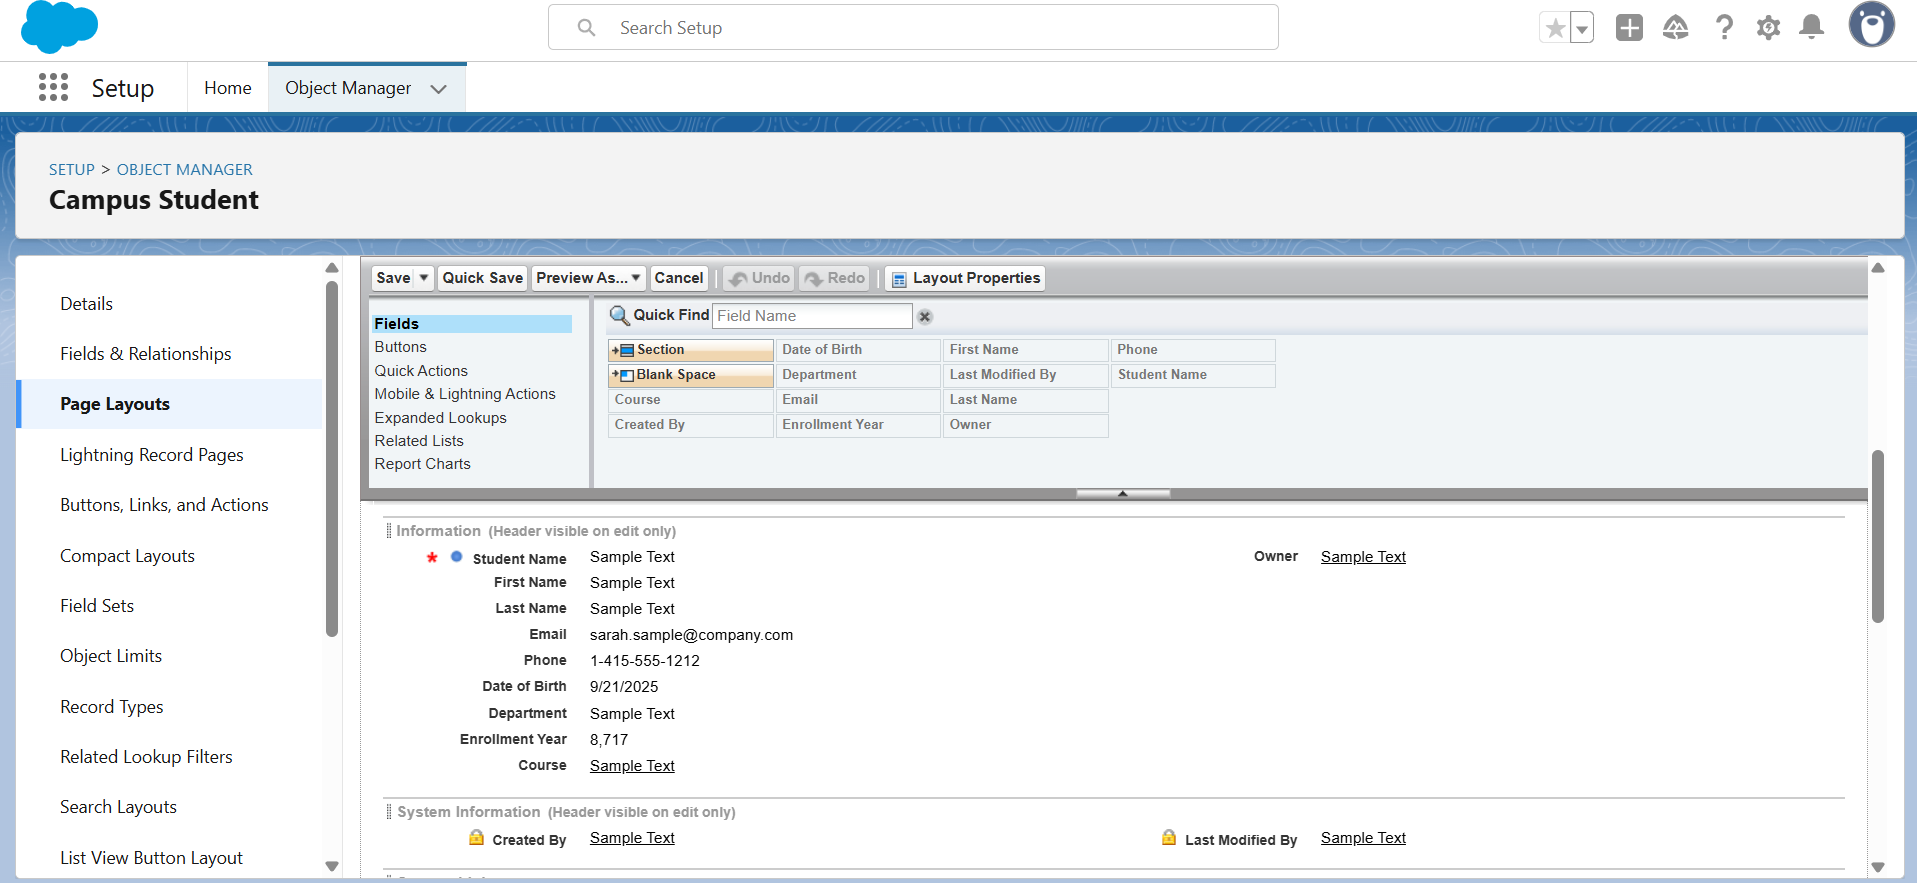 Search Setup
Setup
Home
Object Manager
SETUP > OBJECT MANAGER
Campus Student
Details
Fields & Relationships
Page Layouts
Lightning Record Pages
Buttons, Links, and Actions
Compact Layouts
Field Sets
Object Limits
Record Types
Related Lookup Filters
Search Layouts
List View Button Layout
Save Quick Save Preview As... Cancel Undo Redo Layout Properties
Fields
Buttons
Quick Actions
Mobile & Lightning Actions
Expanded Lookups
Related Lists
Report Charts
Quick Find Field Name
Section Date of Birth First Name Phone
Blank Space Department Last Modified By Student Name
Course Email Last Name
Created By Enrollment Year Owner
Information (Header visible on edit only)
* Student Name Sample Text Owner Sample Text
First Name Sample Text
Last Name Sample Text
Email sarah.sample@company.com
Phone 1-415-555-1212
Date of Birth 9/21/2025
Department Sample Text
Enrollment Year 8,717
Course Sample Text
System Information (Header visible on edit only)
Created By Sample Text Last Modified By Sample Text